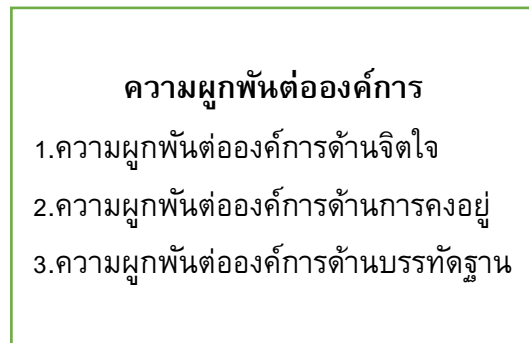 ความผูกพันต่อองค์การ
1.ความผูกพันต่อองค์การด้านจิตใจ
2.ความผูกพันต่อองค์การด้านการคงอยู่
3.ความผูกพันต่อองค์การด้านบรรทัดฐาน